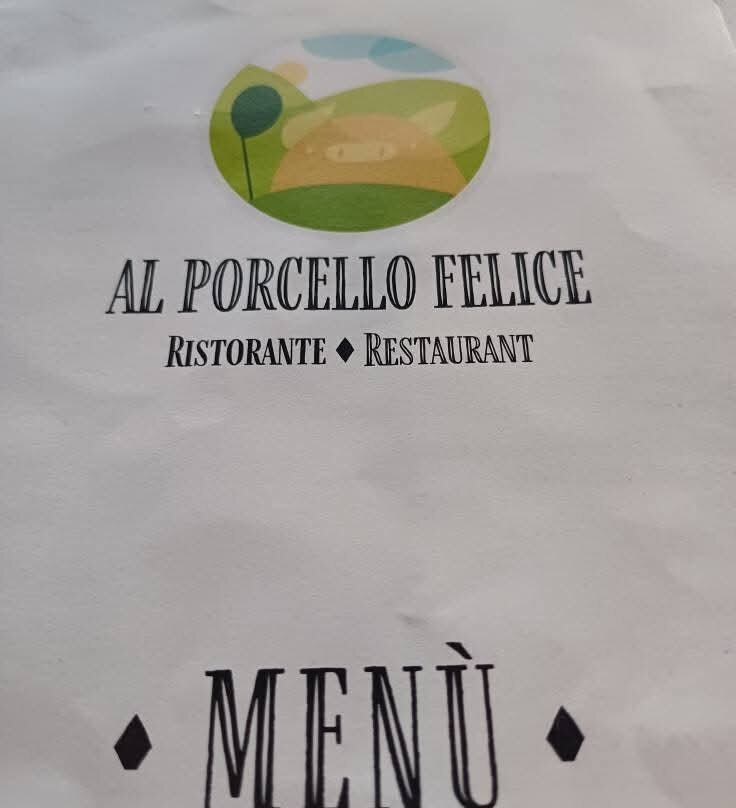 AL PORCELLO FELICE
RISTORANTE ♦ RESTAURANT
♦ MENÙ ♦